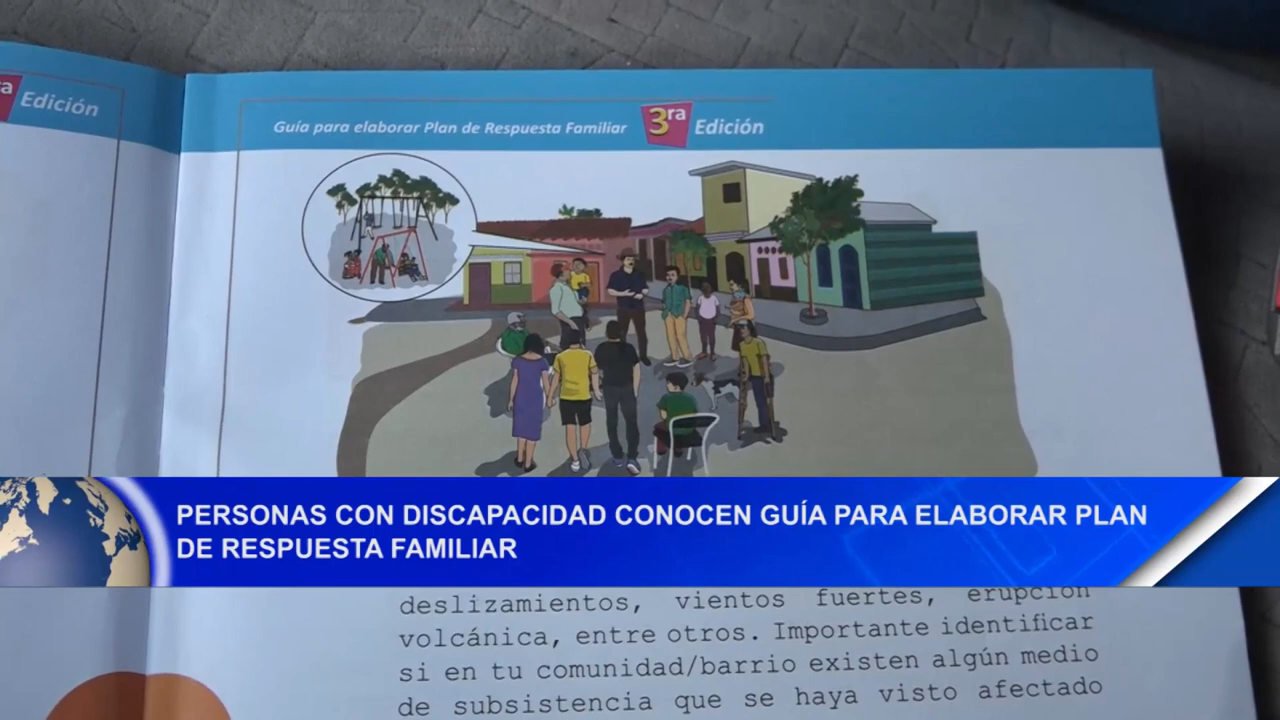 a Edición
Guía para elaborar Plan de Respuesta Familiar 3ra Edición
PERSONAS CON DISCAPACIDAD CONOCEN GUÍA PARA ELABORAR PLAN
DE RESPUESTA FAMILIAR
deslizamientos, vientos fuertes, erupción
volcánica, entre otros. Importante identificar
si en tu comunidad/barrio existen algún medio
de subsistencia que se haya visto afectado